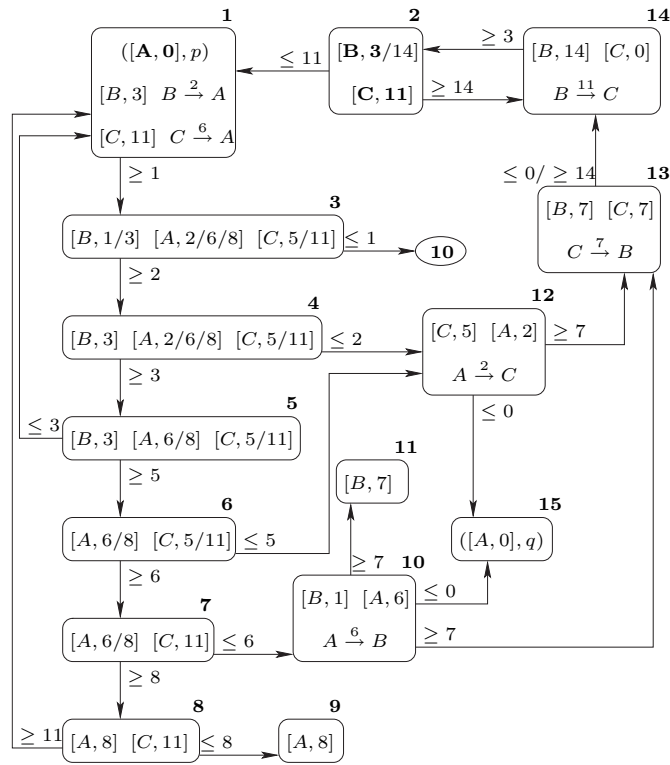 1
([A, 0], p)
[B, 3] B 2→ A
[C, 11] C 6→ A
≤ 11
2
[B, 3/14]
[C, 11]
≥ 3
≥ 14
14
[B, 14] [C, 0]
B 11→ C
≤ 0/ ≥ 14
13
[B, 7] [C, 7]
C 7→ B
≥ 1
3
[B, 1/3] [A, 2/6/8] [C, 5/11]
≤ 1
10
≥ 2
4
[B, 3] [A, 2/6/8] [C, 5/11]
≤ 2
12
[C, 5] [A, 2]
A 2→ C
≥ 7
≤ 0
≥ 3
5
≤ 3
[B, 3] [A, 6/8] [C, 5/11]
≥ 5
11
[B, 7]
6
[A, 6/8] [C, 5/11]
≤ 5
15
([A, 0], q)
≥ 6
≥ 7
10
[B, 1] [A, 6]
A 6→ B
≤ 0
≥ 7
7
[A, 6/8] [C, 11]
≤ 6
≥ 8
8
≥ 11
[A, 8] [C, 11]
≤ 8
9
[A, 8]